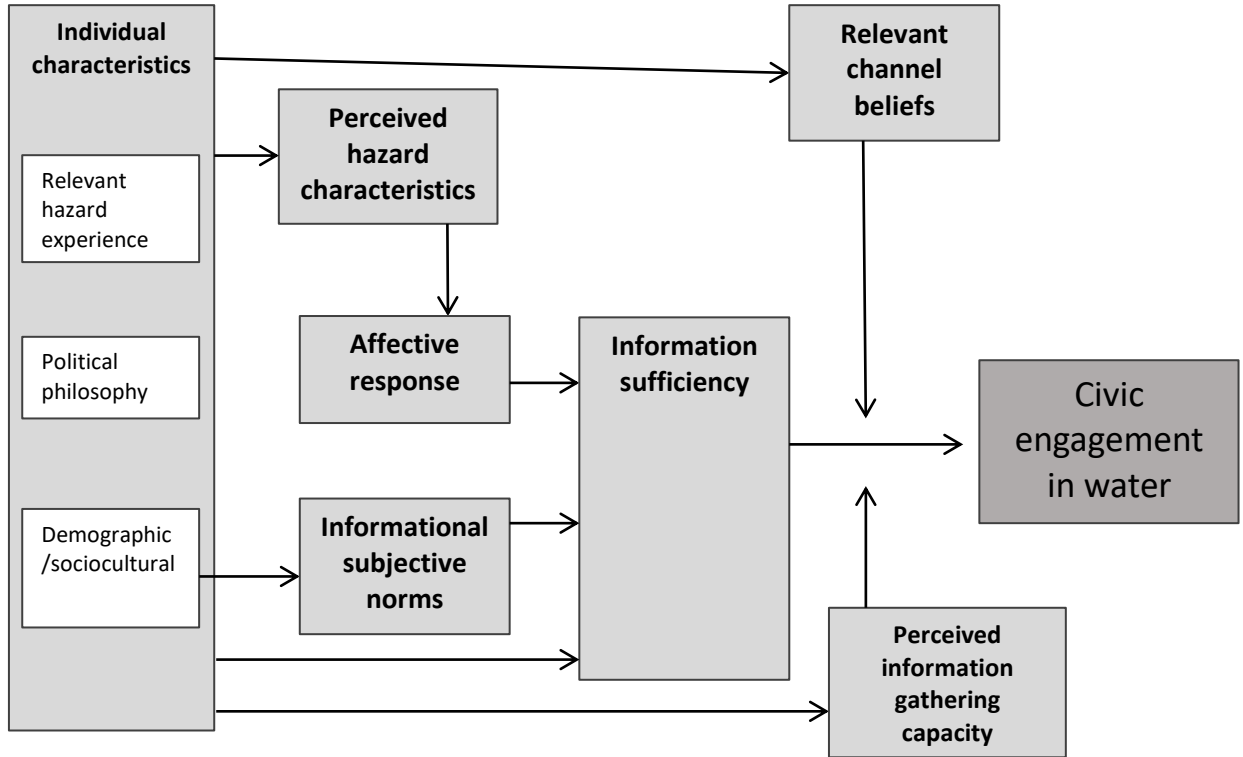 Individual
characteristics
Relevant
hazard
experience
Political
philosophy
Demographic
/sociocultural
Perceived
hazard
characteristics
Affective
response
Informational
subjective
norms
Information
sufficiency
Relevant
channel
beliefs
Perceived
information
gathering
capacity
Civic
engagement
in water